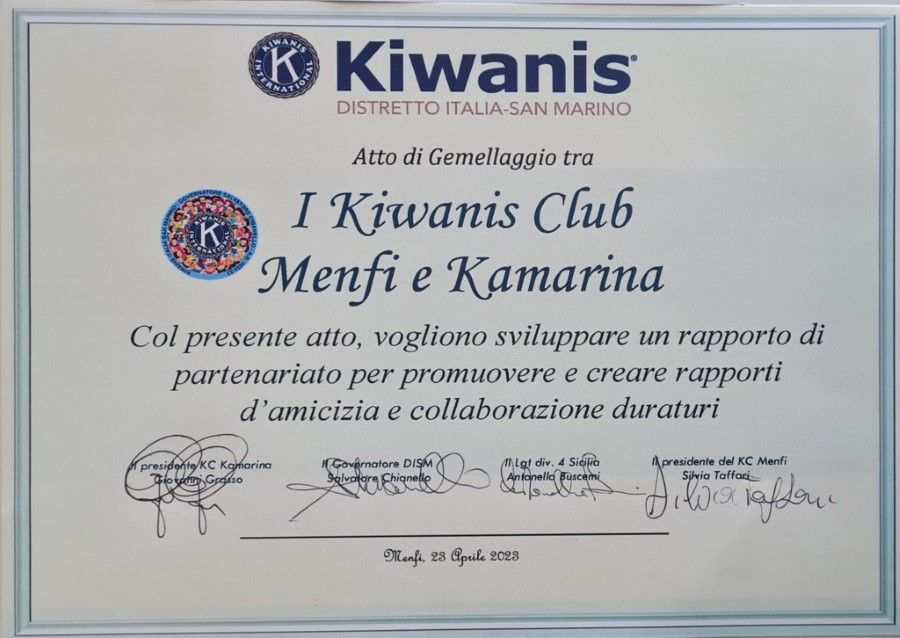 KIWANIS INTERNATIONAL
K
Kiwanis®
DISTRETTO ITALIA-SAN MARINO
Atto di Gemellaggio tra
I Kiwanis Club
K
Menfi e Kamarina
Col presente atto, vogliono sviluppare un rapporto di
partenariato per promuovere e creare rapporti
d'amicizia e collaborazione duraturi
Il presidente KC Kamarina
Giovanni Grasso
Il Governatore DISM
Salvatore Chianello
Il Lgt div. 4 Sicilia
Antonella Buscemi
Il presidente del KC Menfi
Silvia Taffari
Menfi, 23 Aprile 2023